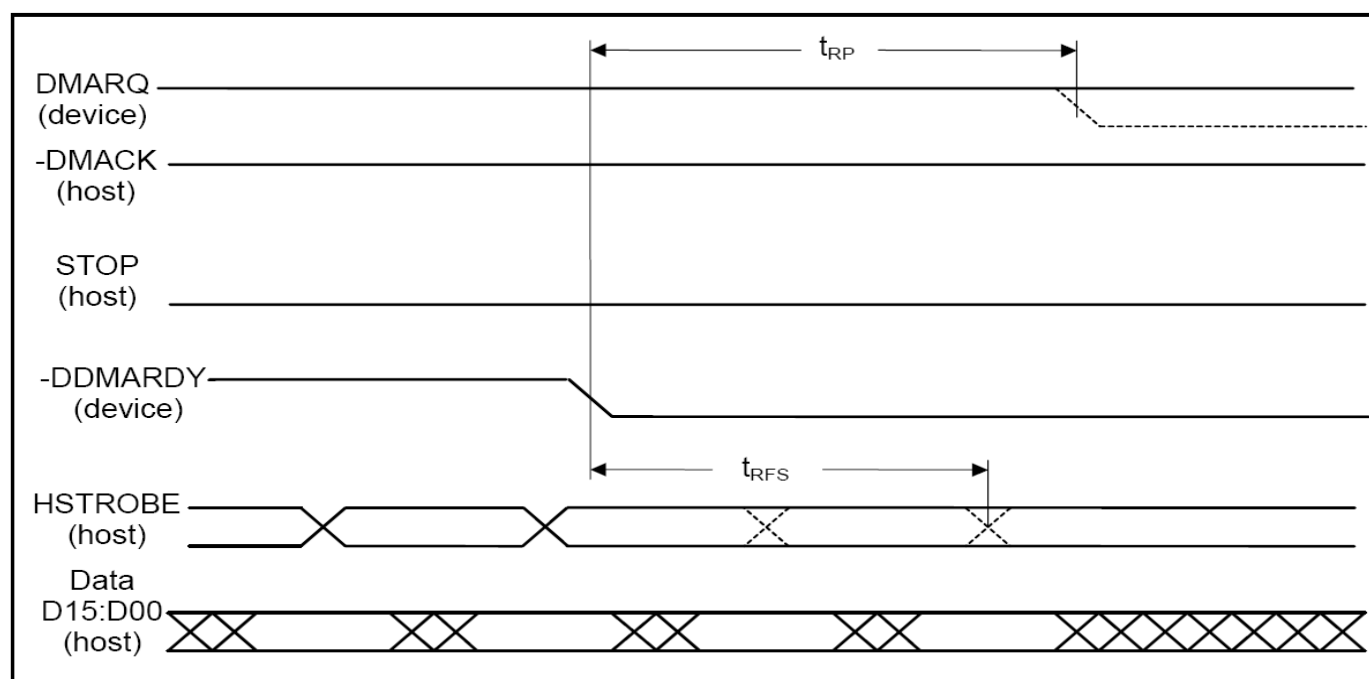 tRP
DMARQ
(device)
-DMACK
(host)
STOP
(host)
-DDMARDY
(device)
tRFS
HSTROBE
(host)
Data
D15:D00
(host)